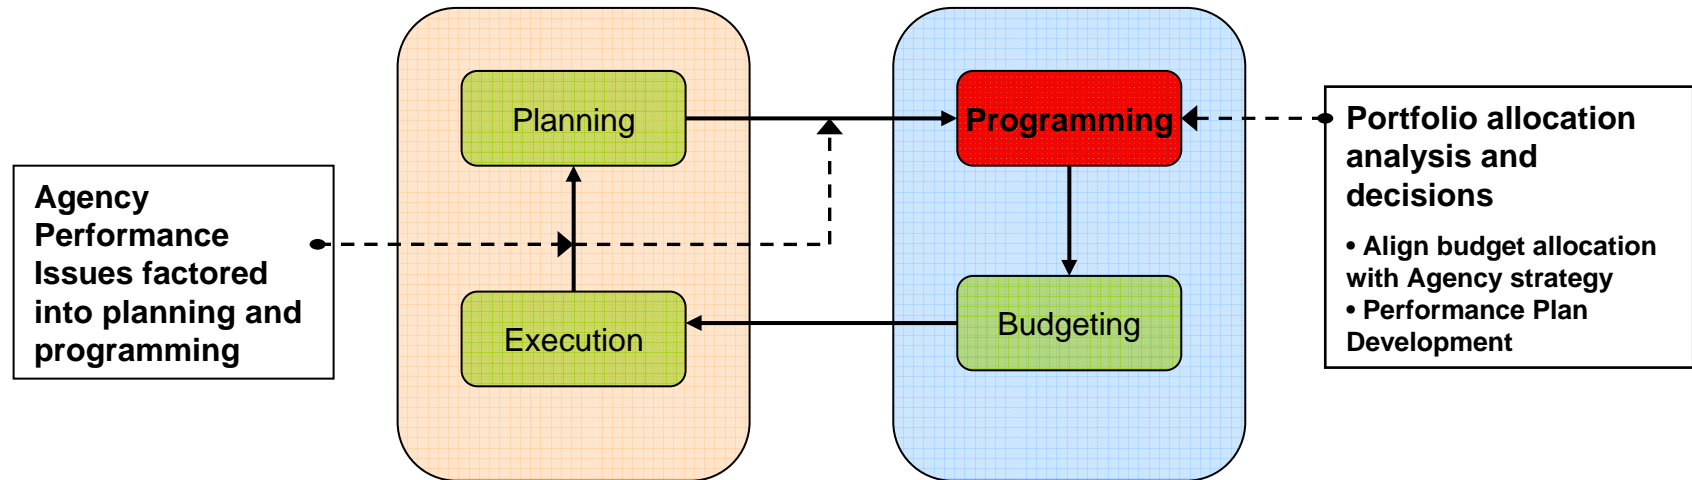 Planning
Programming
Portfolio allocation
analysis and
decisions
• Align budget allocation
with Agency strategy
• Performance Plan
Development
Agency
Performance
Issues factored
into planning and
programming
Execution
Budgeting